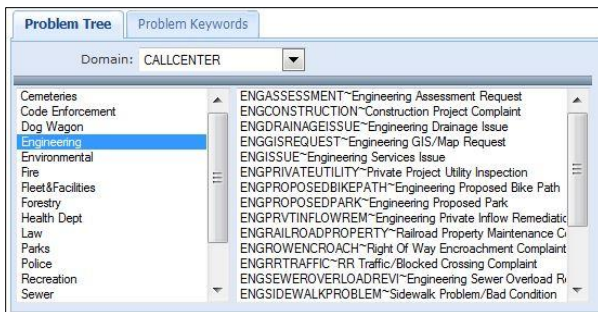 Problem Tree
Problem Keywords
Domain: CALLCENTER
Cemeteries
Code Enforcement
Dog Wagon
Engineering
Environmental
Fire
Fleet&Facilities
Forestry
Health Dept
Law
Parks
Police
Recreation
Sewer
ENGASSESSMENT~Engineering Assessment Request
ENGCONSTRUCTION~Construction Project Complaint
ENGDRAINAGEISSUE~Engineering Drainage Issue
ENGGISREQUEST~Engineering GIS/Map Request
ENGISSUE~Engineering Services Issue
ENGPRIVATEUTILITY~Private Project Utility Inspection
ENGPROPOSEDBIKEPATH~Engineering Proposed Bike Path
ENGPROPOSEDPARK~Engineering Proposed Park
ENGPRVTINFLOWREM~Engineering Private Inflow Remediatic
ENGRAILROADPROPERTY~Railroad Property Maintenance C
ENGROWENCROACH~Right Of Way Encroachment Complaint
ENGRRTRAFFIC~RR Traffic/Blocked Crossing Complaint
ENGSEWEROVERLOADREVI~Engineering Sewer Overload R
ENGSIDEWALKPROBLEM~Sidewalk Problem/Bad Condition